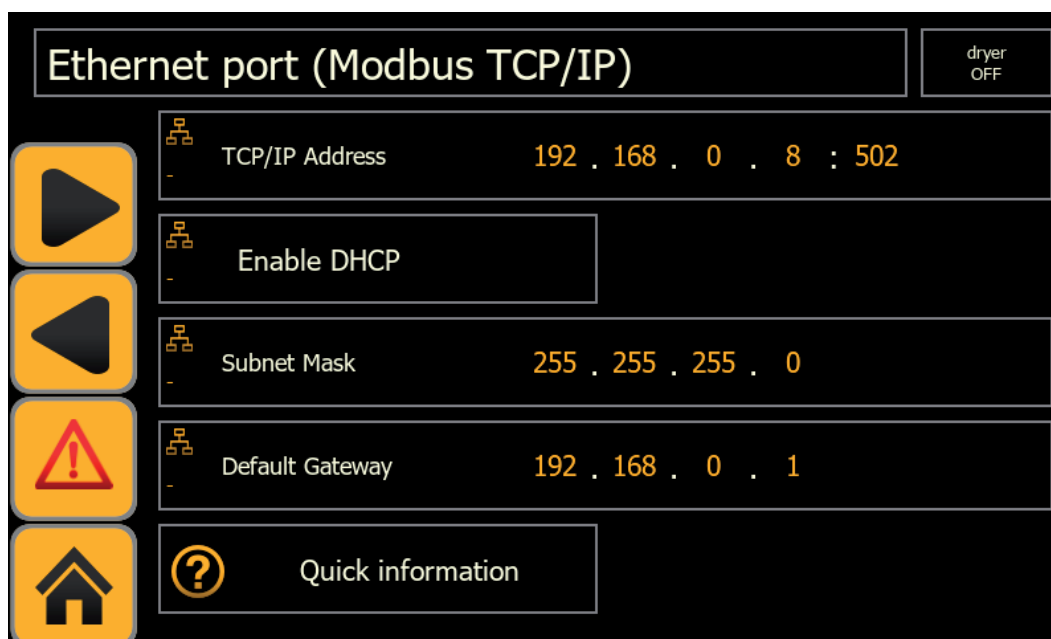 Ethernet port (Modbus TCP/IP)
dryer
OFF
TCP/IP Address 192 . 168 . 0 . 8 : 502
-
Enable DHCP
-
Subnet Mask 255 . 255 . 255 . 0
-
Default Gateway 192 . 168 . 0 . 1
-
? Quick information